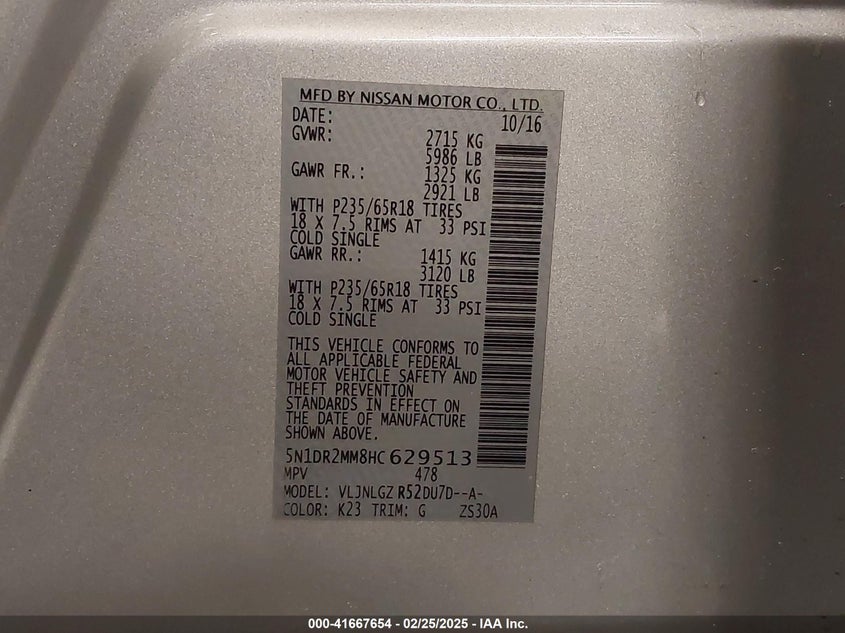 MFD BY NISSAN MOTOR CO., LTD.
DATE: 10/16
GVWR: 2715 KG
5986 LB
GAWR FR.: 1325 KG
2921 LB
WITH P235/65R18 TIRES
18 X 7.5 RIMS AT 33 PSI
COLD SINGLE
GAWR RR.: 1415 KG
3120 LB
WITH P235/65R18 TIRES
18 X 7.5 RIMS AT 33 PSI
COLD SINGLE
THIS VEHICLE CONFORMS TO
ALL APPLICABLE FEDERAL
MOTOR VEHICLE SAFETY AND
THEFT PREVENTION
STANDARDS IN EFFECT ON
THE DATE OF MANUFACTURE
SHOWN ABOVE.
5N1DR2MM8HC629513
MPV 478
MODEL: VLJNLGZ R52DU7D--A-
COLOR: K23 TRIM: G ZS30A
000-41667654 - 02/25/2025 - IAA Inc.